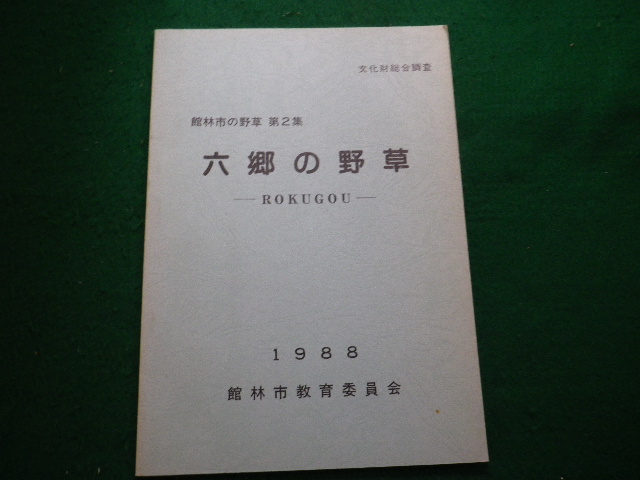 文化財総合調査
館林市の野草 第2集
六郷の野草
— ROKUGOU —
1988
館林市教育委員会